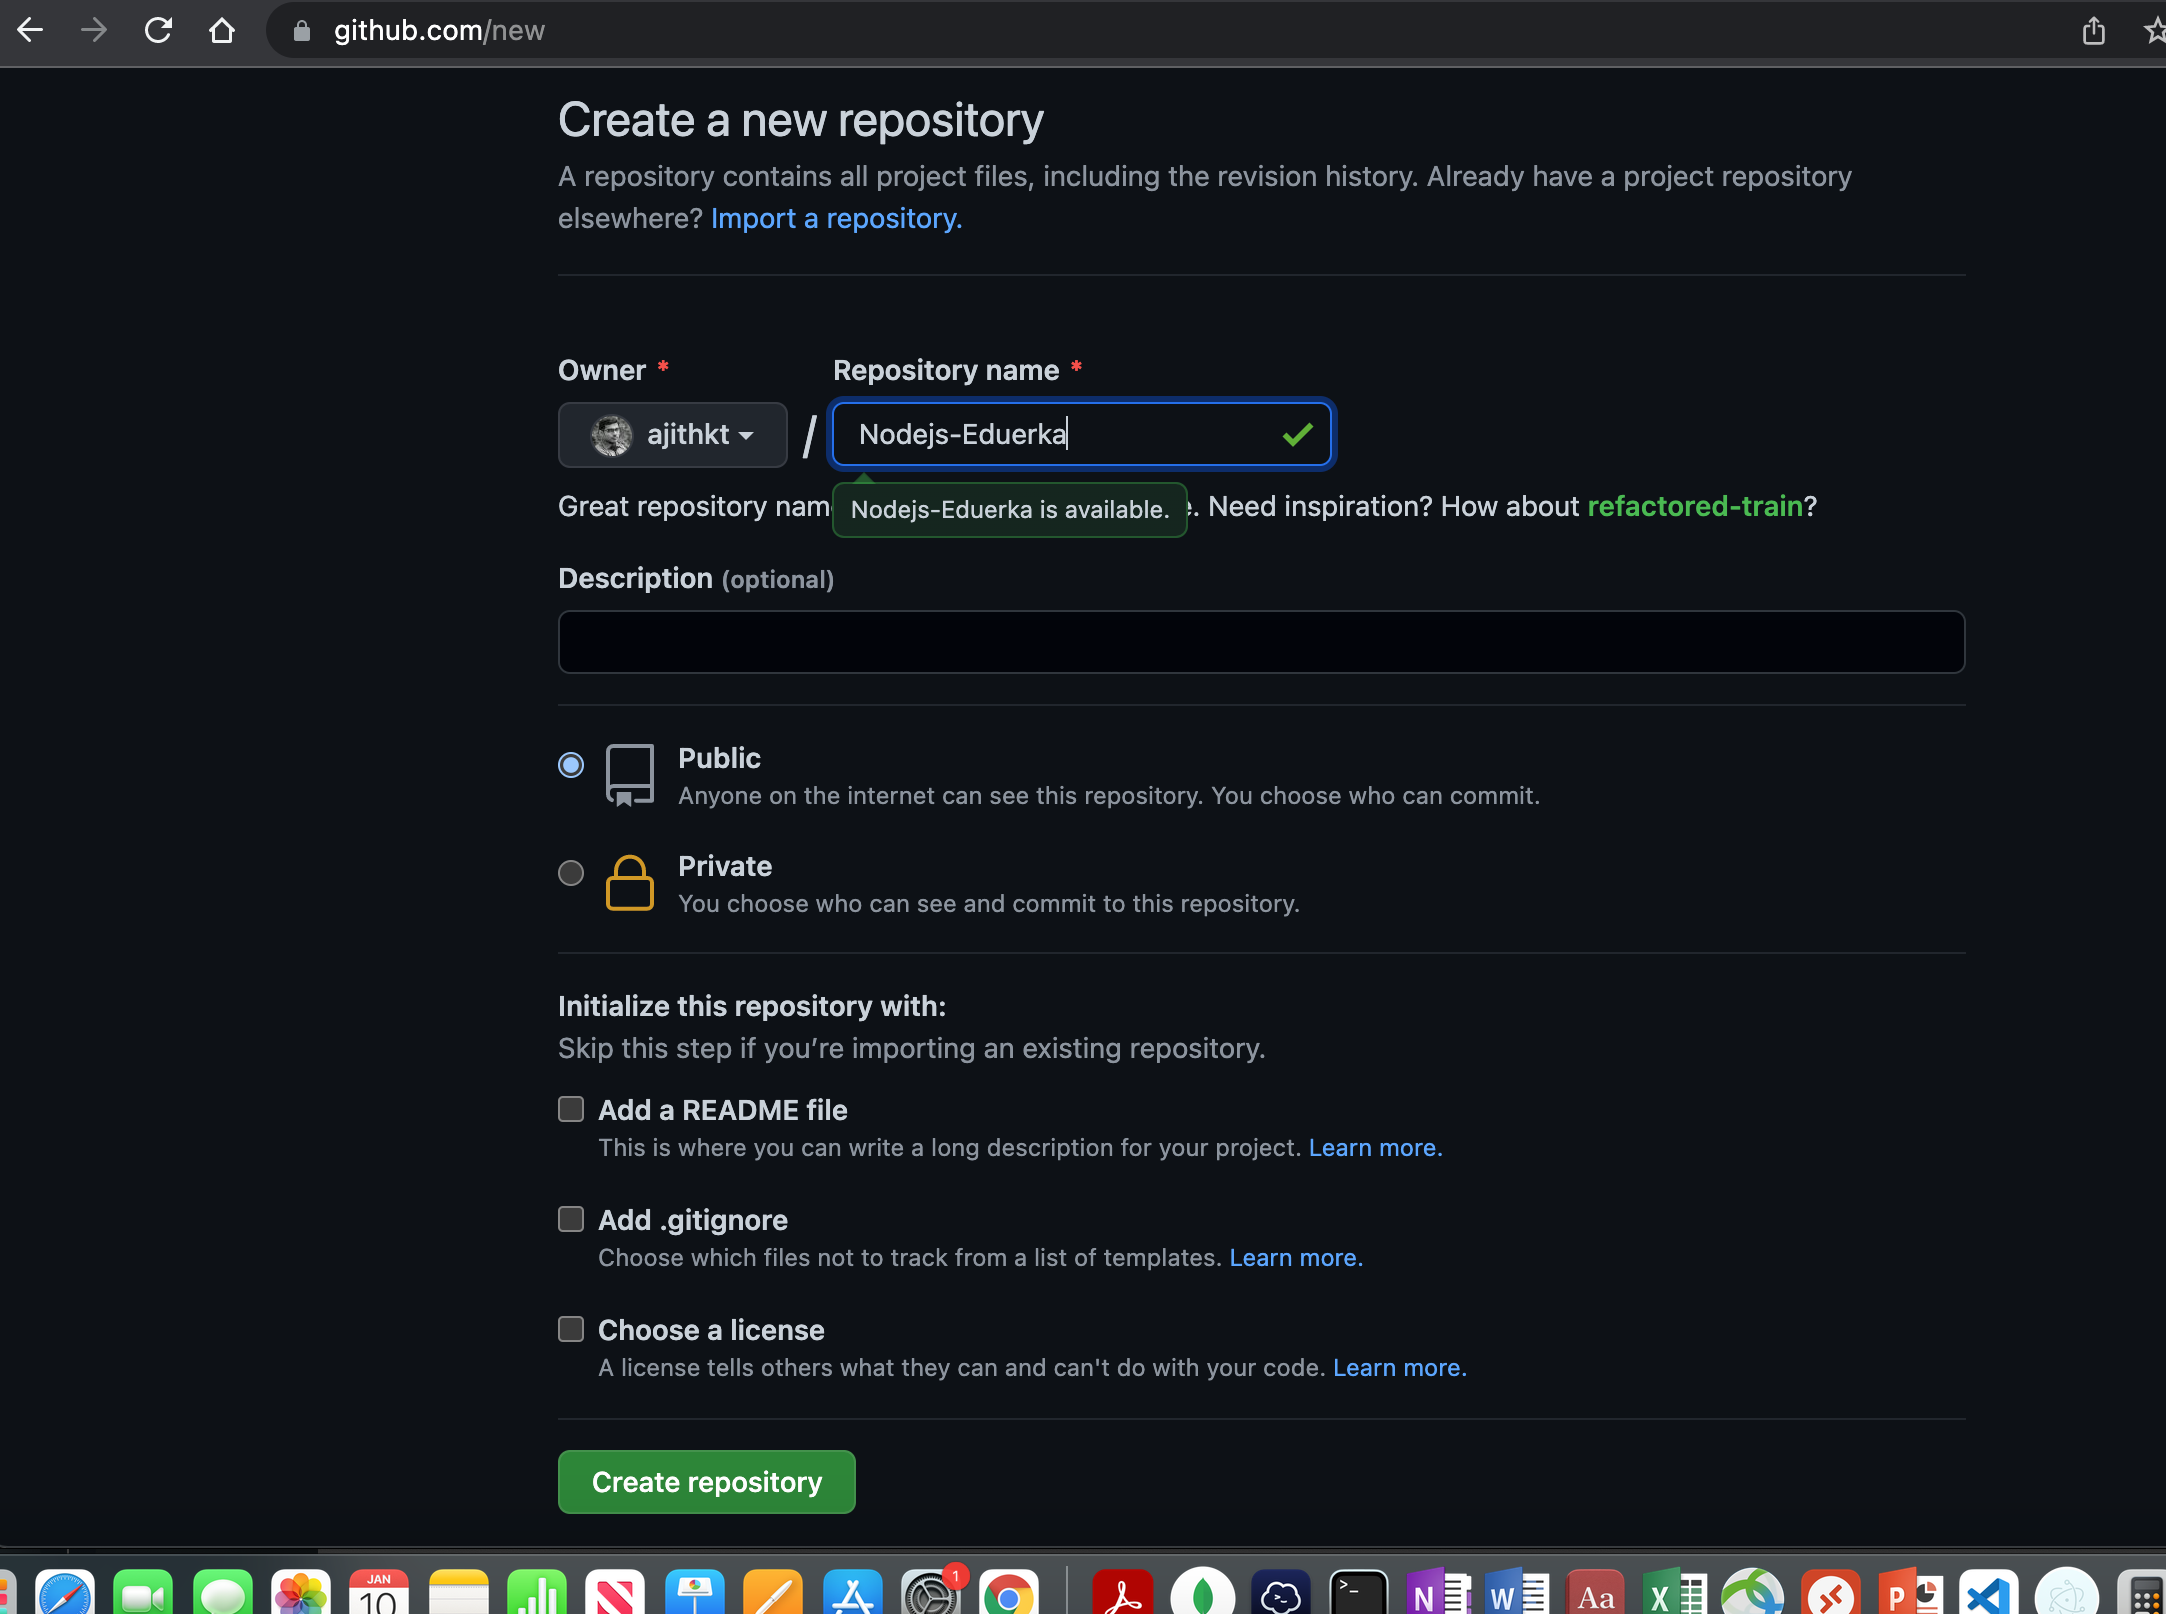 github.com/new
Create a new repository
A repository contains all project files, including the revision history. Already have a project repository
elsewhere? Import a repository.
Owner *
Repository name *
ajithkt / Nodejs-Eduerka
Great repository nam
Nodejs-Eduerka is available.
. Need inspiration? How about refactored-train?
Description (optional)
Public
Anyone on the internet can see this repository. You choose who can commit.
Private
You choose who can see and commit to this repository.
Initialize this repository with:
Skip this step if you’re importing an existing repository.
Add a README file
This is where you can write a long description for your project. Learn more.
Add .gitignore
Choose which files not to track from a list of templates. Learn more.
Choose a license
A license tells others what they can and can't do with your code. Learn more.
Create repository
JAN
10
1
>_
N
W
Aa
X
P